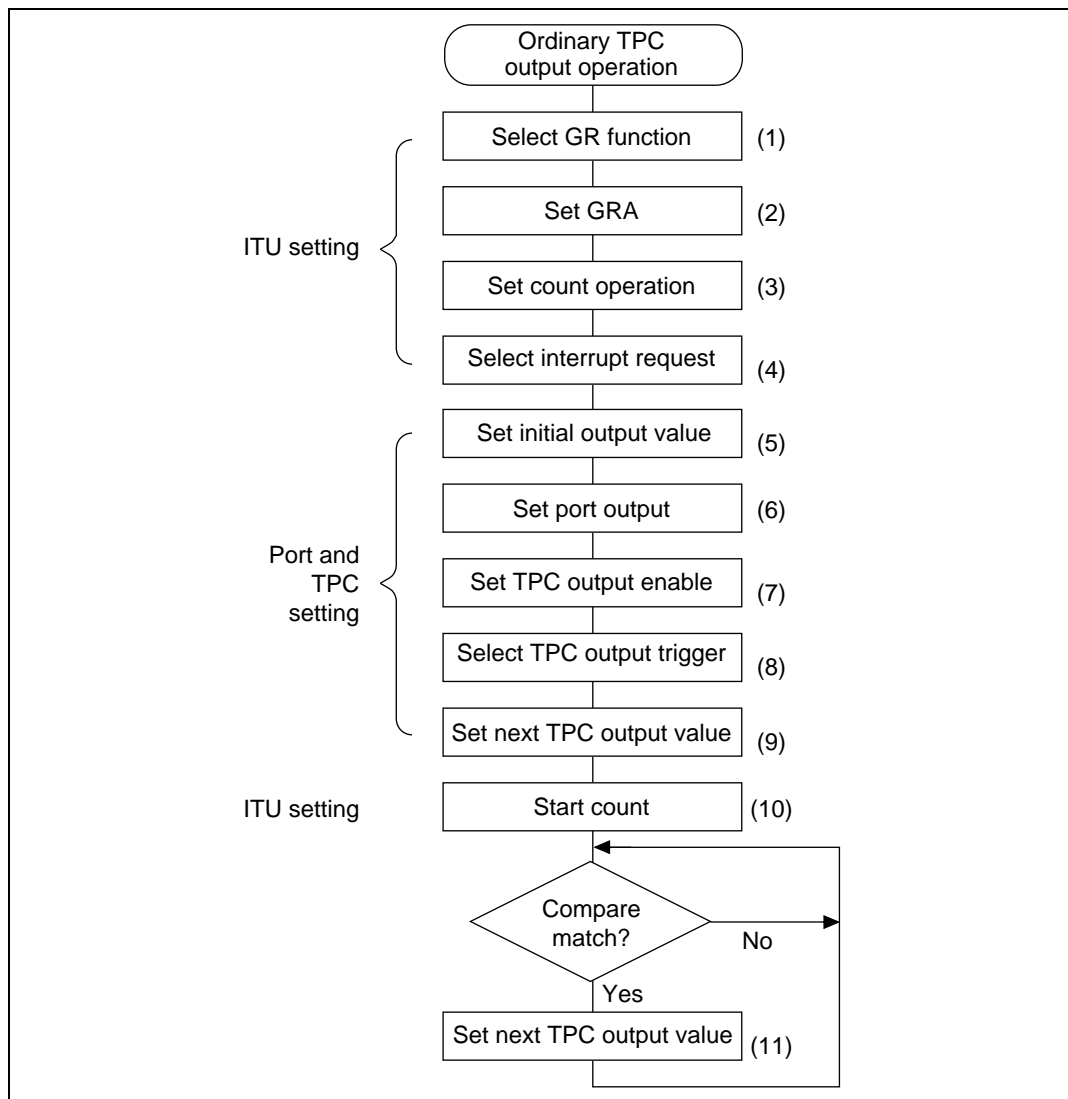 Ordinary TPC
output operation
Select GR function
(1)
Set GRA
(2)
ITU setting
Set count operation
(3)
Select interrupt request
(4)
Set initial output value
(5)
Set port output
(6)
Port and
TPC
setting
Set TPC output enable
(7)
Select TPC output trigger
(8)
Set next TPC output value
(9)
ITU setting
Start count
(10)
Compare
match?
No
Yes
Set next TPC output value
(11)